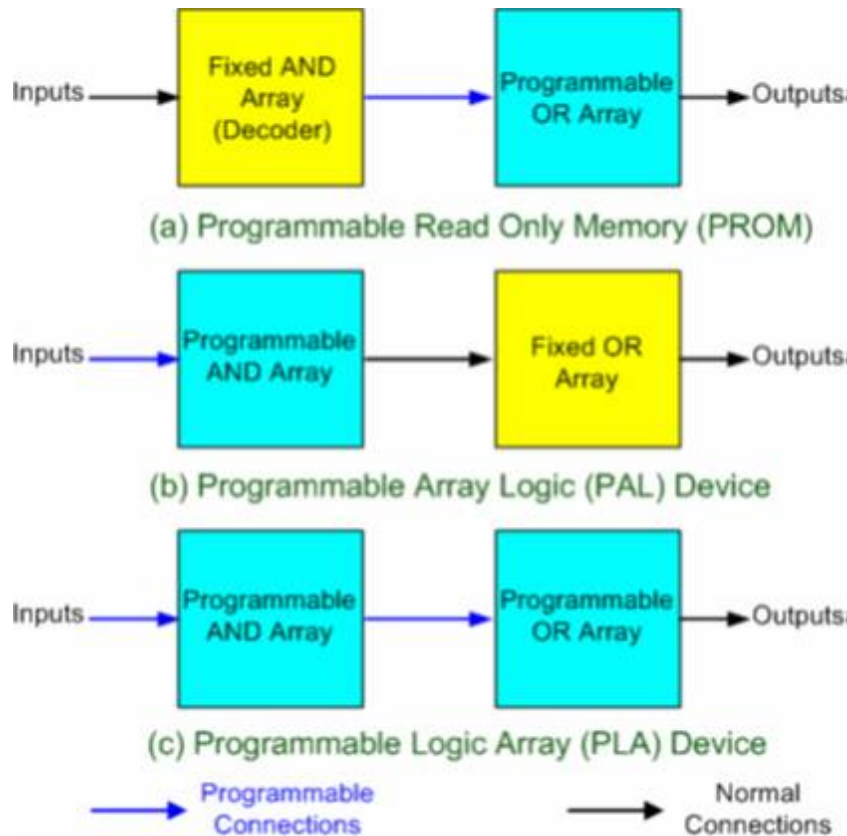 Inputs
Fixed AND
Array
(Decoder)
Programmable
OR Array
Outputs
(a) Programmable Read Only Memory (PROM)
Inputs
Programmable
AND Array
Fixed OR
Array
Outputs
(b) Programmable Array Logic (PAL) Device
Inputs
Programmable
AND Array
Programmable
OR Array
Outputs
(c) Programmable Logic Array (PLA) Device
Programmable
Connections
Normal
Connections